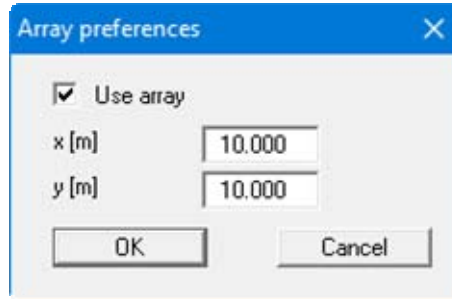 Array preferences
Use array
x [m] 10.000
y [m] 10.000
OK Cancel